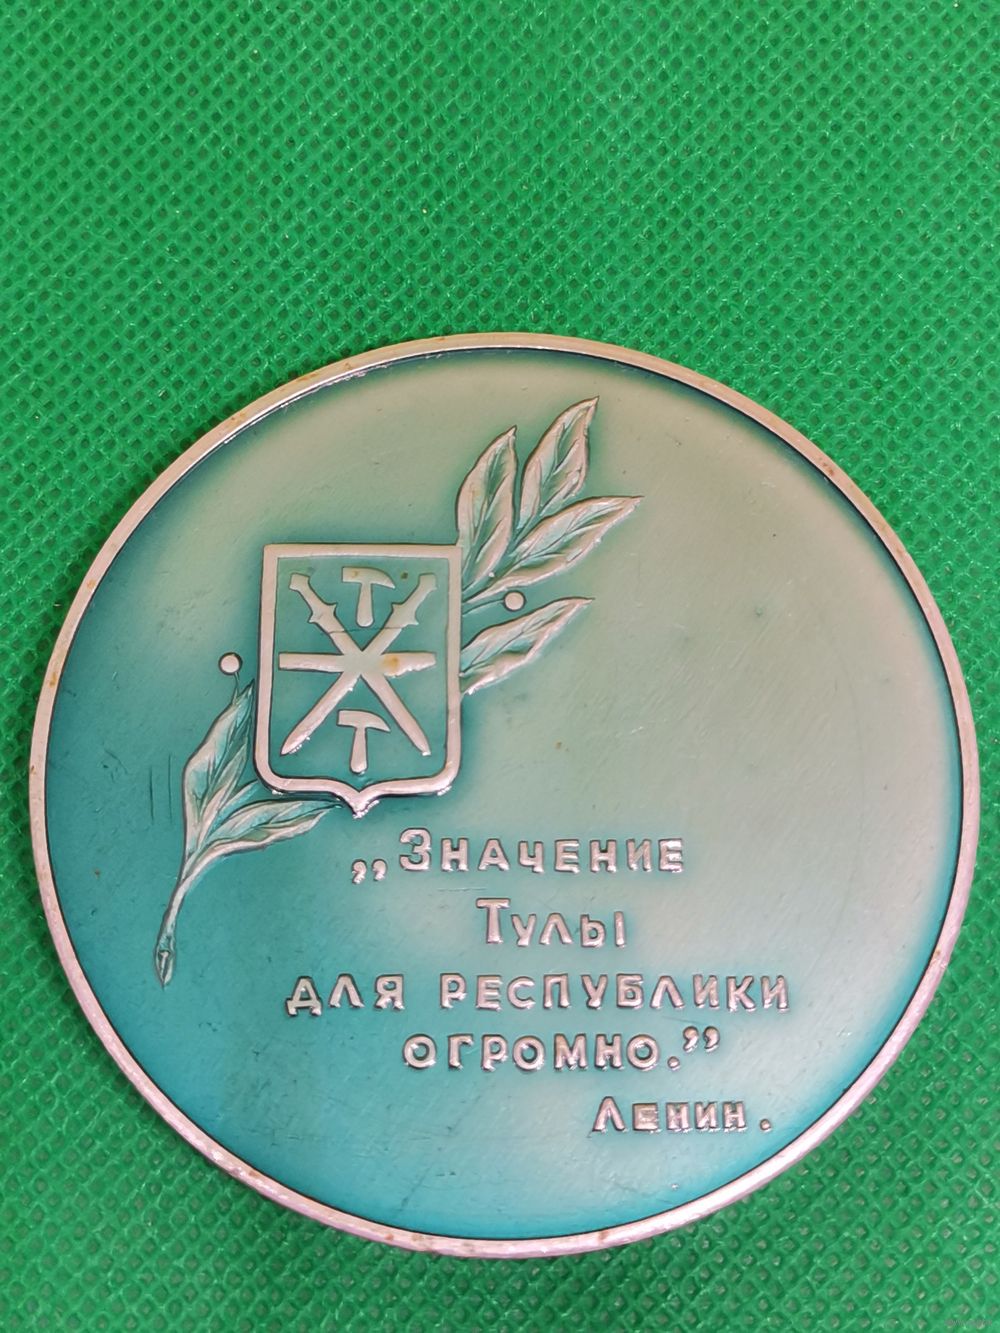 „Значение
Тулы
для республики
огромно.”
Ленин.